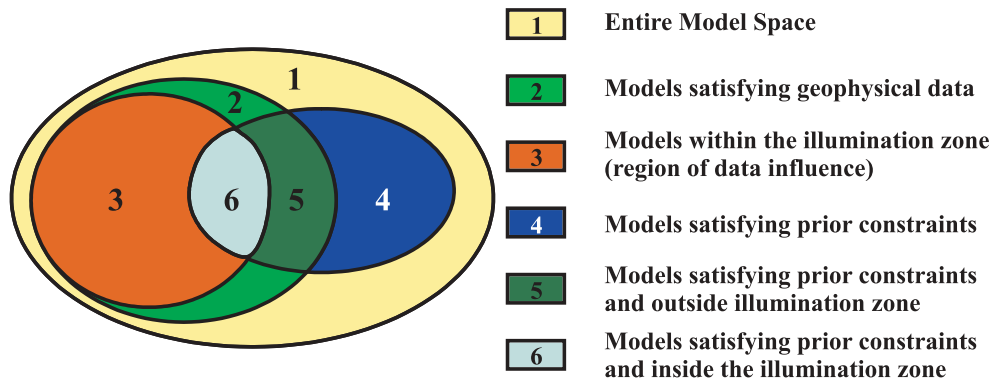 1
2
3
6
5
4
1 Entire Model Space
2 Models satisfying geophysical data
3 Models within the illumination zone
(region of data influence)
4 Models satisfying prior constraints
5 Models satisfying prior constraints
and outside illumination zone
6 Models satisfying prior constraints
and inside the illumination zone